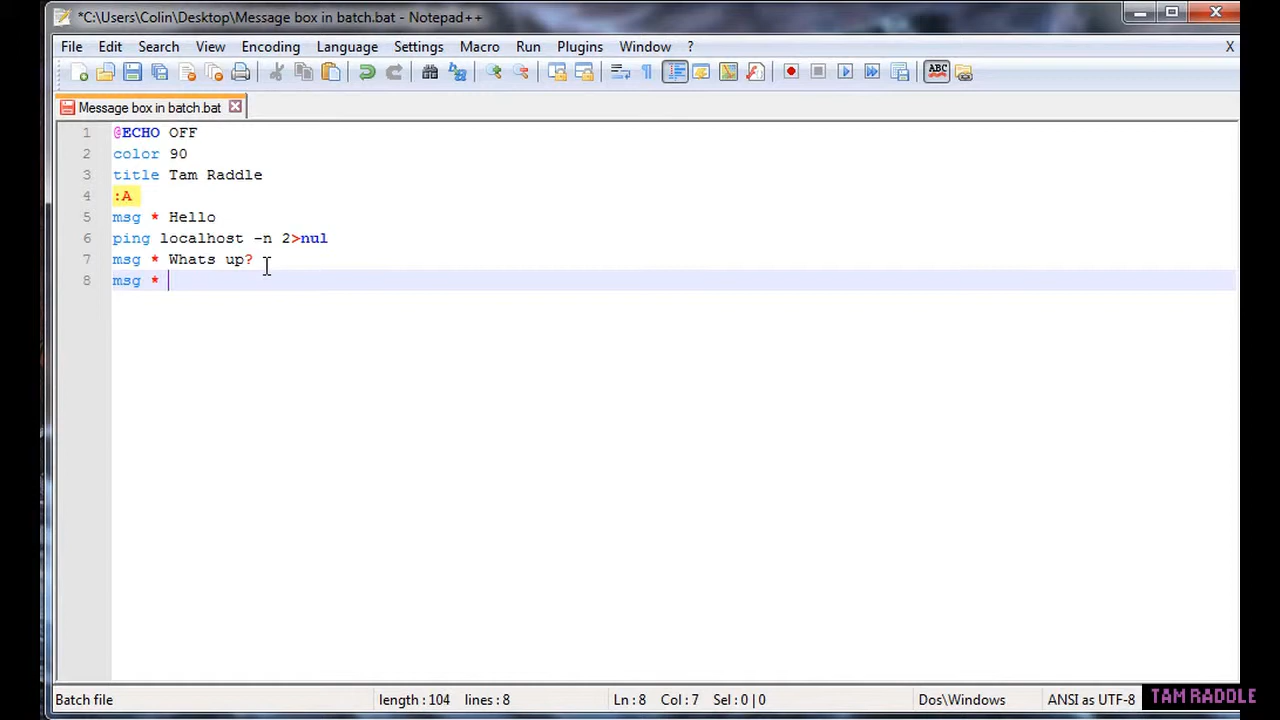 *C:\Users\Colin\Desktop\Message box in batch.bat - Notepad++
File Edit Search View Encoding Language Settings Macro Run Plugins Window ? X
ABC
Message box in batch.bat
1 @ECHO OFF
2 color 90
3 title Tam Raddle
4 :A
5 msg * Hello
6 ping localhost -n 2>nul
7 msg * Whats up?
8 msg *
Batch file length : 104 lines : 8 Ln : 8 Col : 7 Sel : 0 | 0 Dos\Windows ANSI as UTF-8
TAM RADDLE